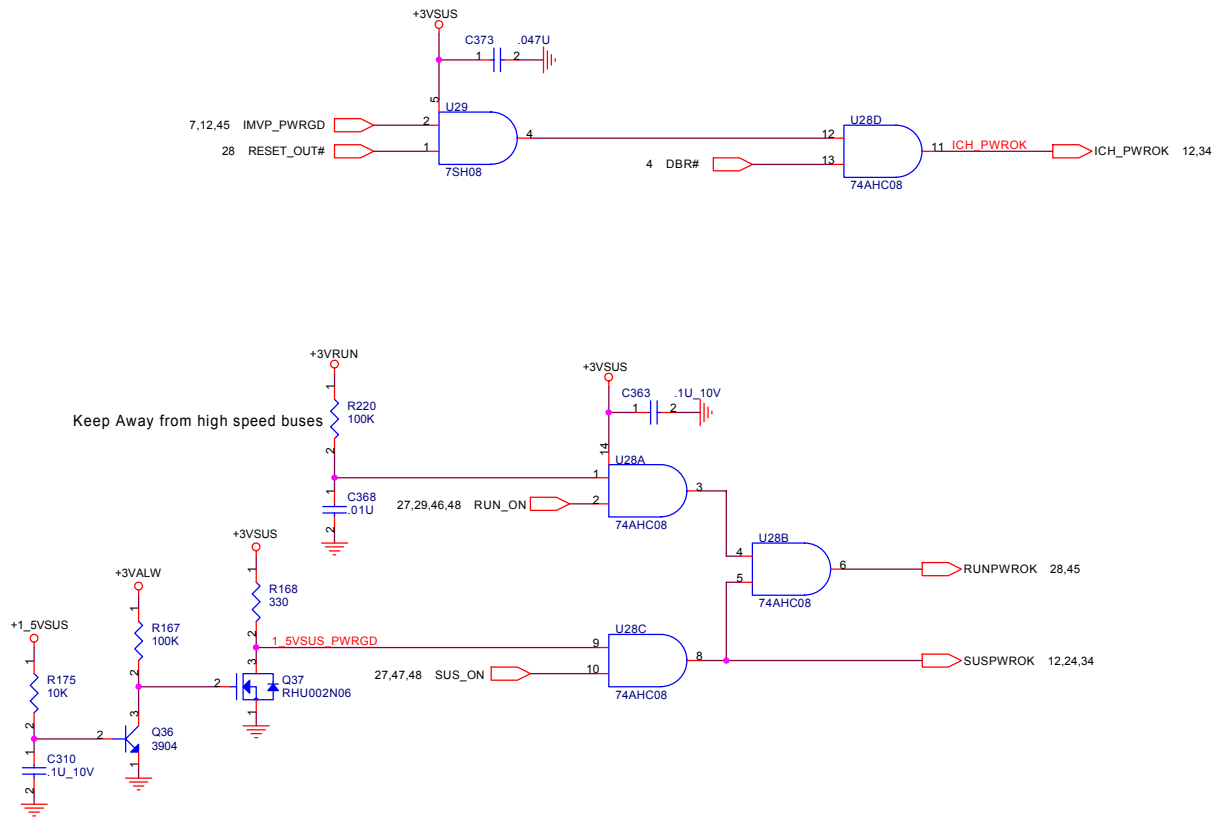 +3VSUS
C373 .047U
1 2
5
U29
7,12,45 IMVP_PWRGD 2
28 RESET_OUT# 1
4
7SH08
U28D
12
4 DBR# 13
11 ICH_PWROK ICH_PWROK 12,34
74AHC08
+3VRUN
1
R220
100K
2
Keep Away from high speed buses
+3VSUS
C363 .1U_10V
1 2
14
U28A
1
27,29,46,48 RUN_ON 2
3
74AHC08
1
C368
.01U
2
U28B
4
5
6 RUNPWROK 28,45
74AHC08
+3VSUS
1
R168
330
2
1_5VSUS_PWRGD
U28C
9
27,47,48 SUS_ON 10
8 SUSPWROK 12,24,34
74AHC08
+3VALW
1
R167
100K
2
3
2 Q37
RHU002N06
1
+1_5VSUS
1
R175
10K
2
3
2 Q36
3904
1
1
C310
.1U_10V
2